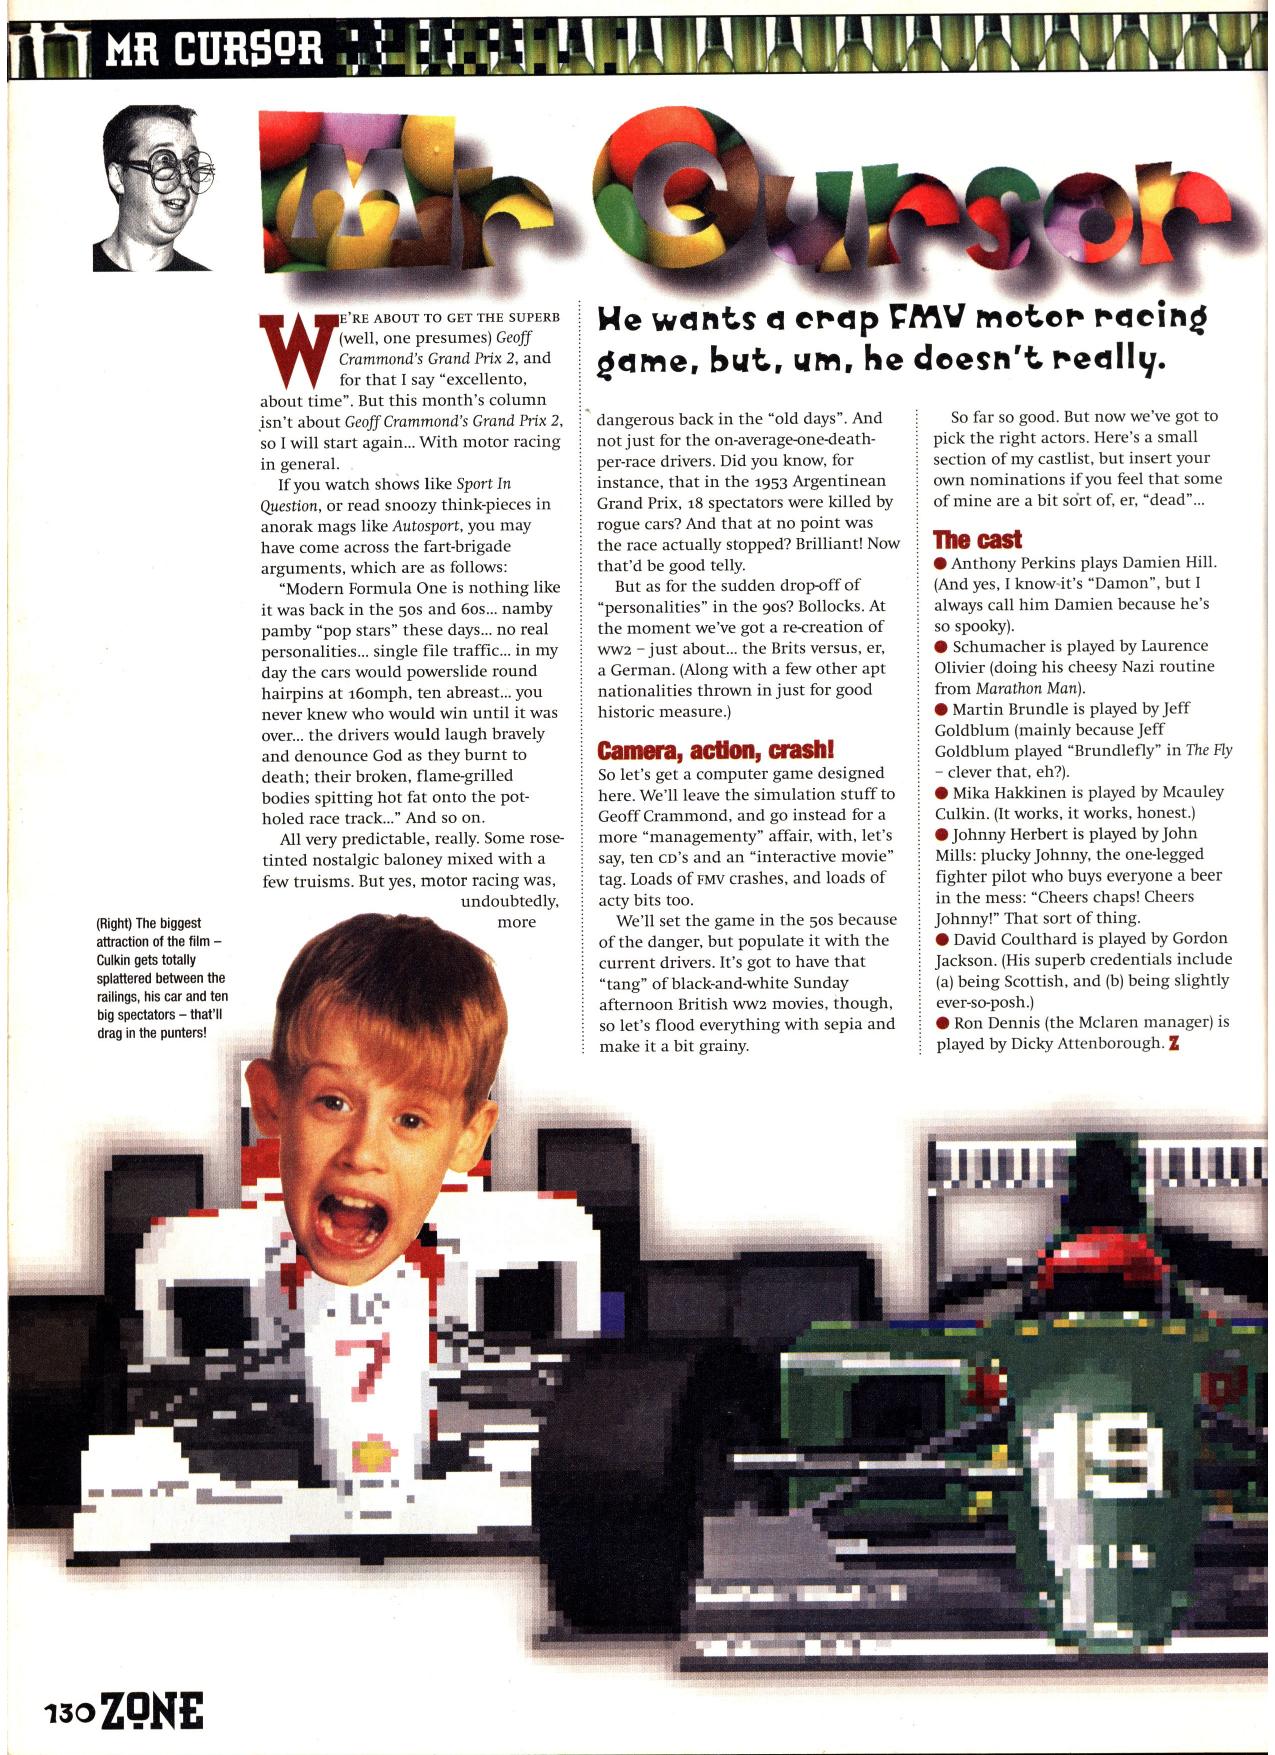 MR CURSOR
Mr Cursor
He wants a crap FMV motor racing
game, but, um, he doesn't really.
WE'RE ABOUT TO GET THE SUPERB
(well, one presumes) Geoff
Crammond's Grand Prix 2, and
for that I say “excellento,
about time”. But this month's column
isn't about Geoff Crammond's Grand Prix 2,
so I will start again... With motor racing
in general.
If you watch shows like Sport In
Question, or read snoozy think-pieces in
anorak mags like Autosport, you may
have come across the fart-brigade
arguments, which are as follows:
“Modern Formula One is nothing like
it was back in the 50s and 60s... namby
pamby “pop stars” these days... no real
personalities... single file traffic... in my
day the cars would powerslide round
hairpins at 160mph, ten abreast... you
never knew who would win until it was
over... the drivers would laugh bravely
and denounce God as they burnt to
death; their broken, flame-grilled
bodies spitting hot fat onto the pot-
holed race track...” And so on.
All very predictable, really. Some rose-
tinted nostalgic baloney mixed with a
few truisms. But yes, motor racing was,
undoubtedly,
more
dangerous back in the “old days”. And
not just for the on-average-one-death-
per-race drivers. Did you know, for
instance, that in the 1953 Argentinean
Grand Prix, 18 spectators were killed by
rogue cars? And that at no point was
the race actually stopped? Brilliant! Now
that'd be good telly.
But as for the sudden drop-off of
“personalities” in the 90s? Bollocks. At
the moment we've got a re-creation of
WW2 – just about... the Brits versus, er,
a German. (Along with a few other apt
nationalities thrown in just for good
historic measure.)
Camera, action, crash!
So let's get a computer game designed
here. We'll leave the simulation stuff to
Geoff Crammond, and go instead for a
more “managementy” affair, with, let's
say, ten CD's and an “interactive movie”
tag. Loads of FMV crashes, and loads of
acty bits too.
We'll set the game in the 50s because
of the danger, but populate it with the
current drivers. It's got to have that
“tang” of black-and-white Sunday
afternoon British WW2 movies, though,
so let's flood everything with sepia and
make it a bit grainy.
So far so good. But now we've got to
pick the right actors. Here's a small
section of my castlist, but insert your
own nominations if you feel that some
of mine are a bit sort of, er, “dead”...
The cast
● Anthony Perkins plays Damien Hill.
(And yes, I know it's “Damon”, but I
always call him Damien because he's
so spooky).
● Schumacher is played by Laurence
Olivier (doing his cheesy Nazi routine
from Marathon Man).
● Martin Brundle is played by Jeff
Goldblum (mainly because Jeff
Goldblum played “Brundlefly” in The Fly
– clever that, eh?).
● Mika Hakkinen is played by Mcauley
Culkin. (It works, it works, honest.)
● Johnny Herbert is played by John
Mills: plucky Johnny, the one-legged
fighter pilot who buys everyone a beer
in the mess: “Cheers chaps! Cheers
Johnny!” That sort of thing.
● David Coulthard is played by Gordon
Jackson. (His superb credentials include
(a) being Scottish, and (b) being slightly
ever-so-posh.)
● Ron Dennis (the Mclaren manager) is
played by Dicky Attenborough. Z
(Right) The biggest
attraction of the film –
Culkin gets totally
splattered between the
railings, his car and ten
big spectators – that'll
drag in the punters!
7
9
130 ZONE